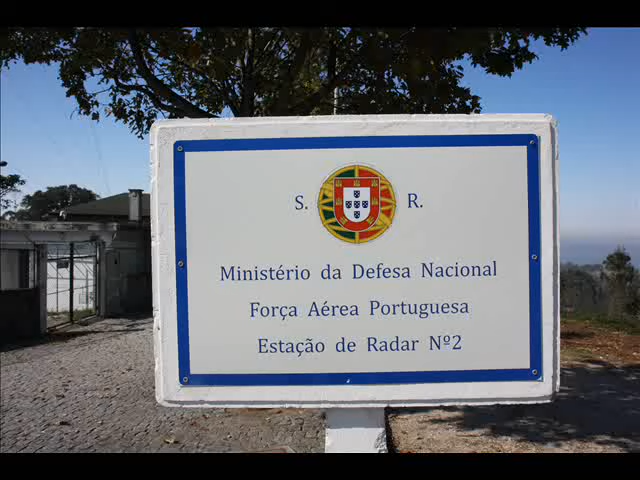 S. R.
Ministério da Defesa Nacional
Força Aérea Portuguesa
Estação de Radar Nº2